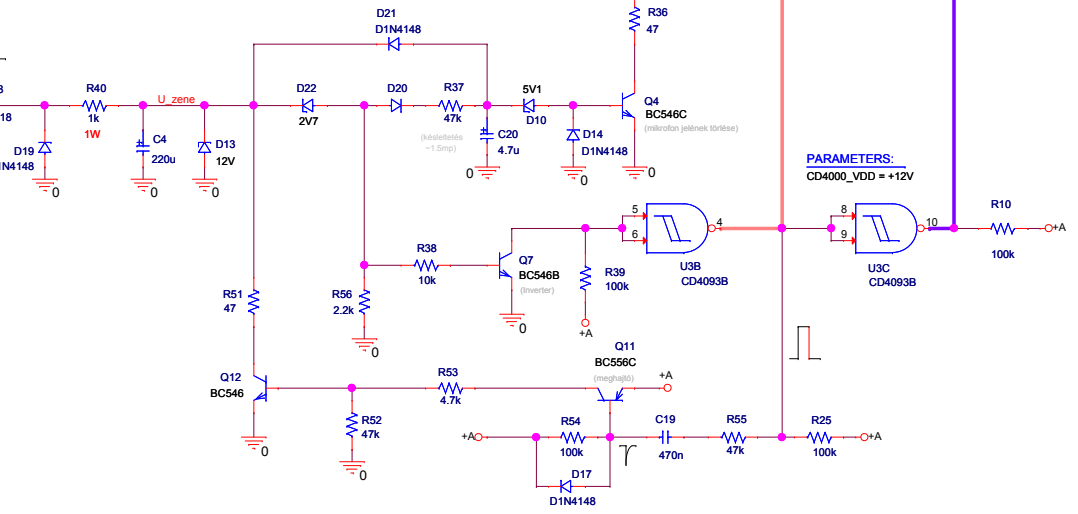 D21
D1N4148
R36
47
8
18
R40
1k
1W
U_zene
D22
2V7
D20
R37
47k
(késleltetés
~1.5mp)
5V1
D10
Q4
BC546C
(mikrofon jelének törlése)
D19
1N4148
0
C4
220u
0
D13
12V
0
C20
4.7u
0
D14
D1N4148
0
0
PARAMETERS:
CD4000_VDD = +12V
5
6
4
U3B
CD4093B
8
9
10
U3C
CD4093B
R10
100k
+A
R38
10k
Q7
BC546B
(Inverter)
0
R39
100k
+A
R51
47
R56
2.2k
0
Q12
BC546
0
R53
4.7k
R52
47k
0
Q11
BC556C
(meghajtó)
+A
+A
R54
100k
C19
470n
R55
47k
R25
100k
+A
D17
D1N4148